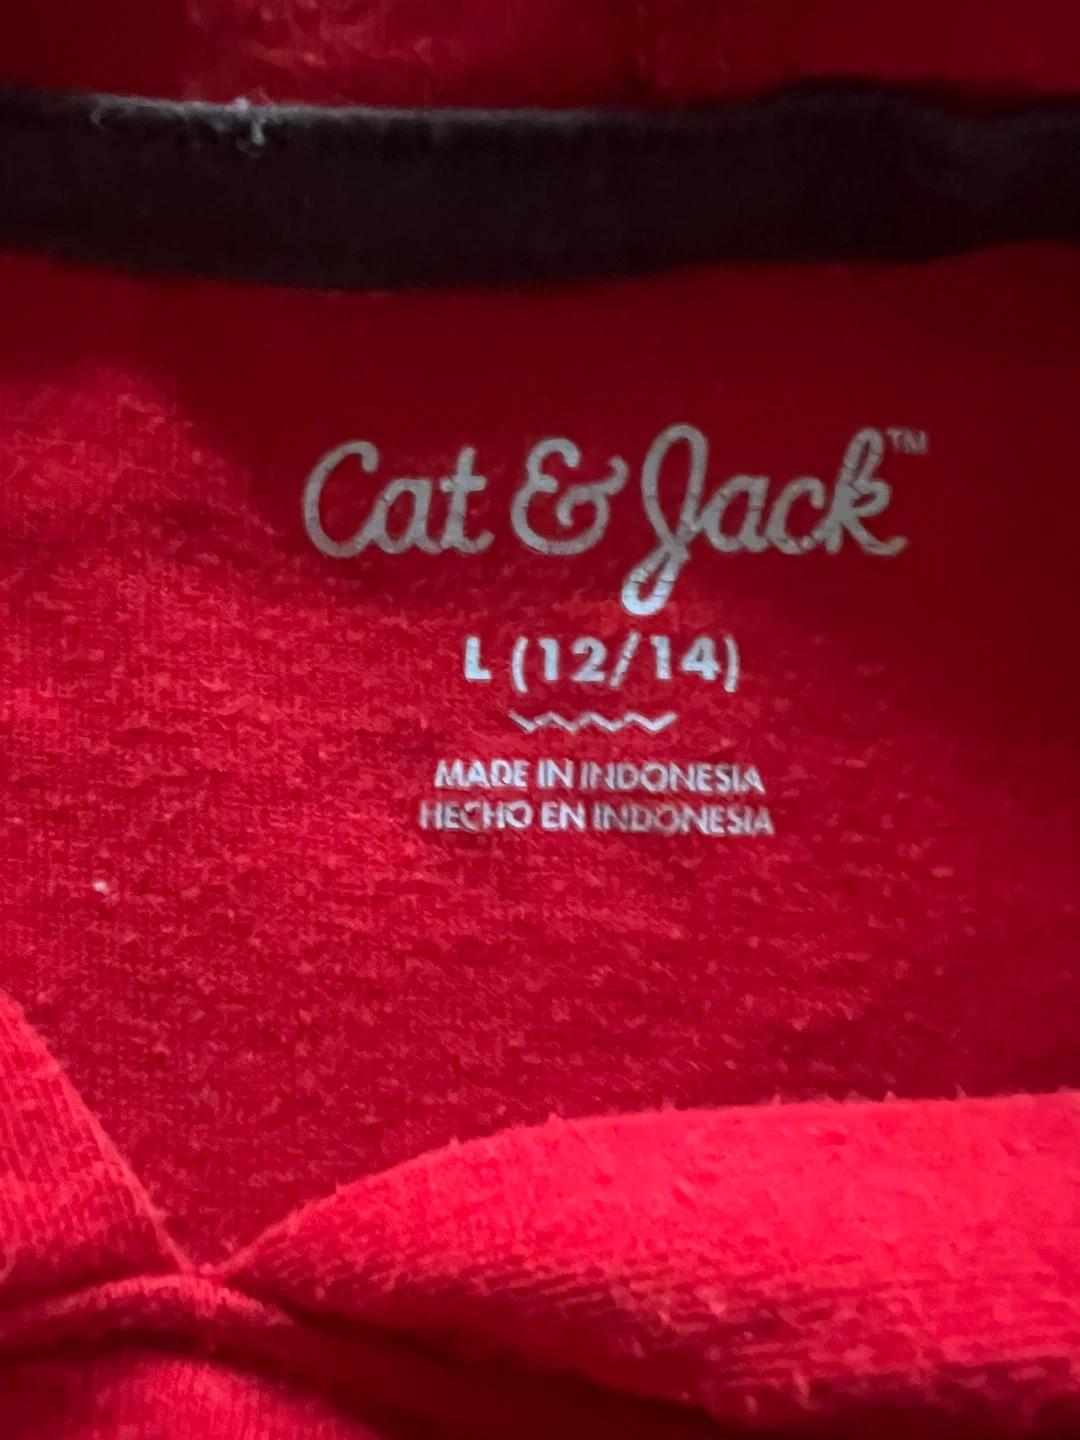 Cat & Jack™
L (12/14)
MADE IN INDONESIA
HECHO EN INDONESIA